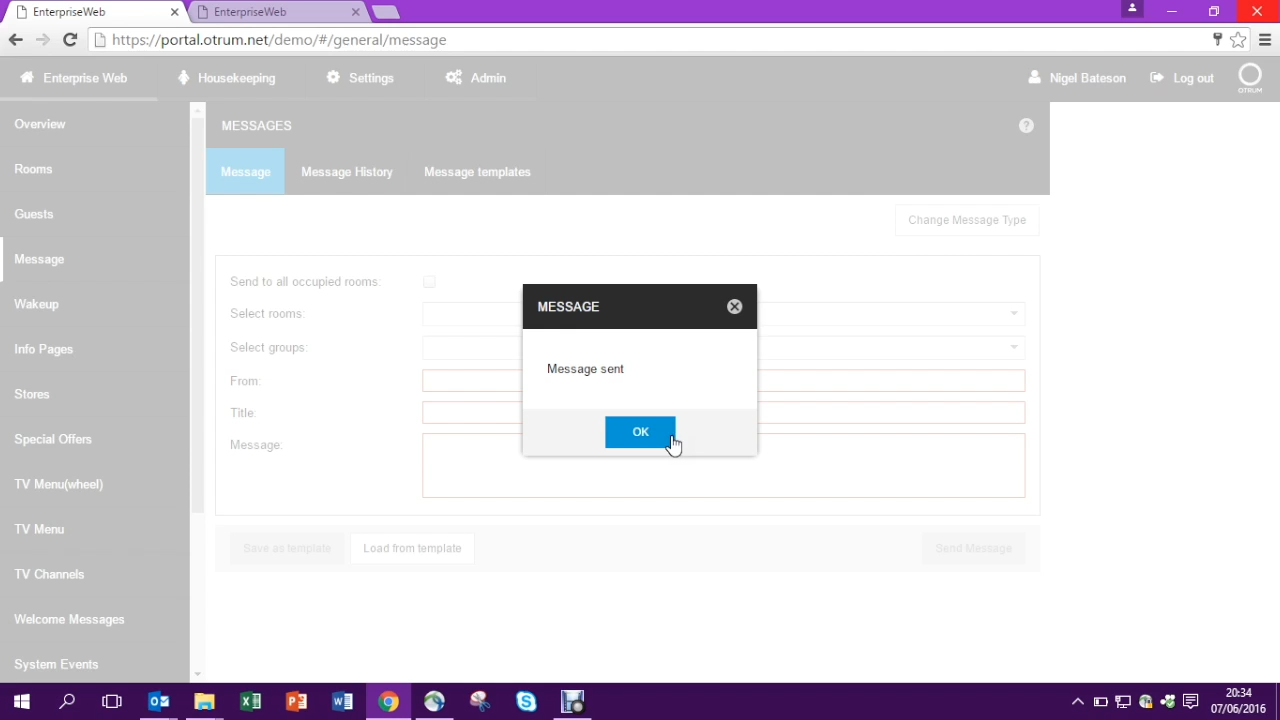 EnterpriseWeb
EnterpriseWeb
https://portal.otrum.net/demo/#/general/message
Enterprise Web
Housekeeping
Settings
Admin
Nigel Bateson
Log out
OTRUM
Overview
Rooms
Guests
Message
Wakeup
Info Pages
Stores
Special Offers
TV Menu(wheel)
TV Menu
TV Channels
Welcome Messages
System Events
MESSAGES
?
Message
Message History
Message templates
Change Message Type
Send to all occupied rooms:
Select rooms:
Select groups:
From:
Title:
Message:
Save as template
Load from template
Send Message
MESSAGE
Message sent
OK
20:34
07/06/2016